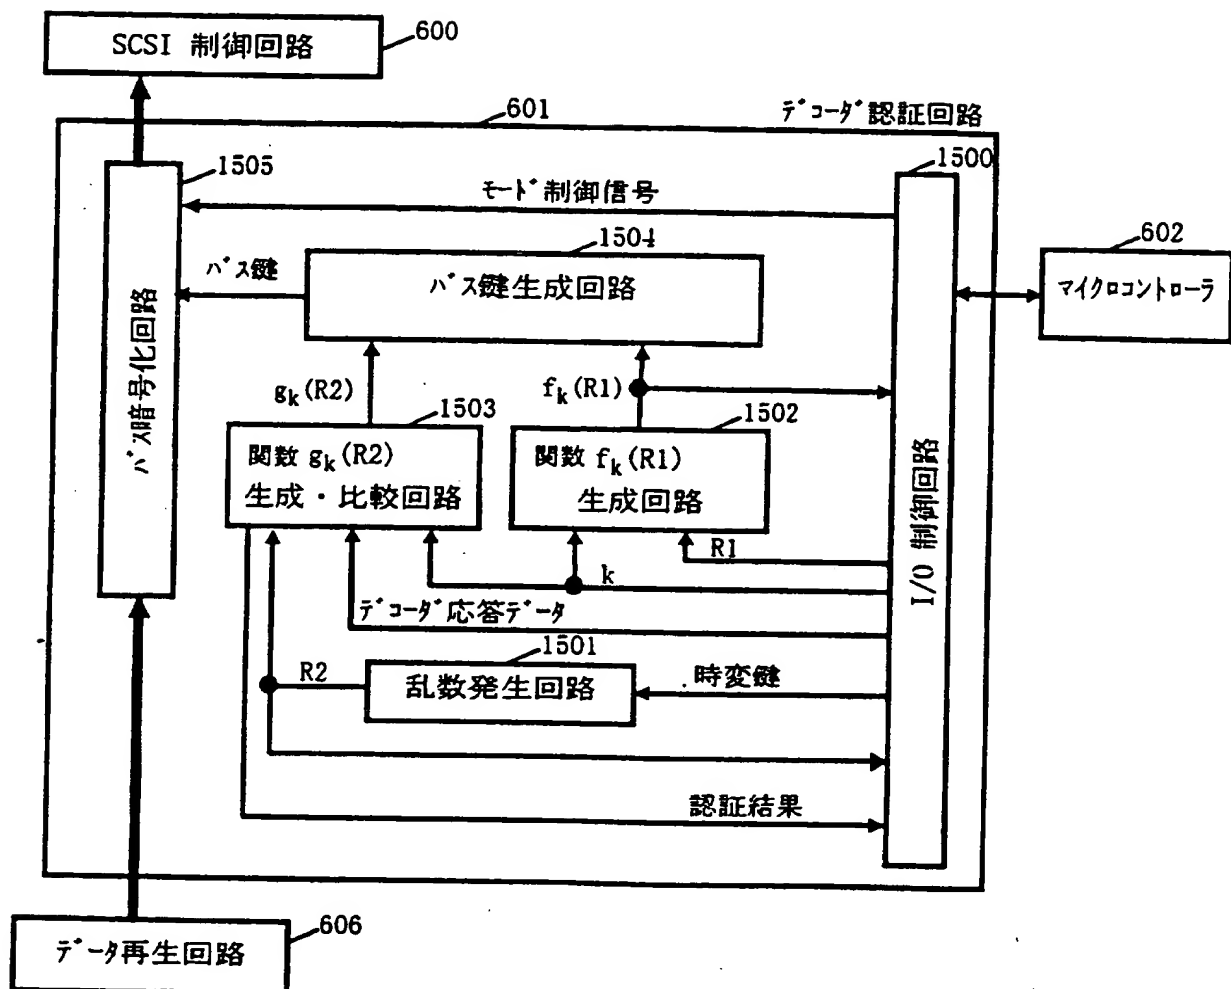 SCSI 制御回路
600
601
デコーダ認証回路
1505
1500
モード制御信号
1504
602
バス鍵
バス鍵生成回路
マイクロコントローラ
バス暗号化回路
gk(R2)
fk(R1)
1503
1502
関数 gk(R2)
生成・比較回路
関数 fk(R1)
生成回路
I/O 制御回路
R1
k
デコーダ応答データ
1501
R2
乱数発生回路
時変鍵
認証結果
606
データ再生回路